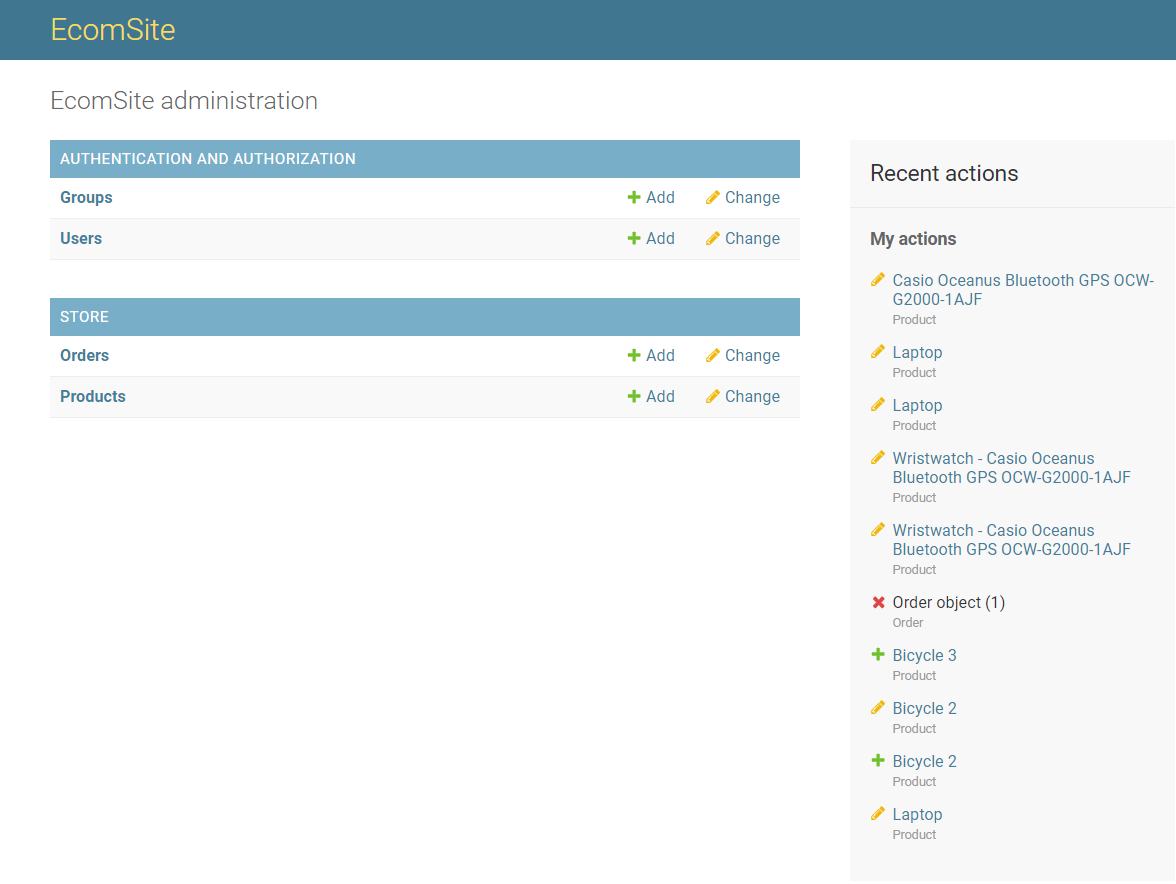 EcomSite
EcomSite administration
AUTHENTICATION AND AUTHORIZATION
Groups Add Change
Users Add Change
STORE
Orders Add Change
Products Add Change
Recent actions
My actions
Casio Oceanus Bluetooth GPS OCW-
G2000-1AJF
Product
Laptop
Product
Laptop
Product
Wristwatch - Casio Oceanus
Bluetooth GPS OCW-G2000-1AJF
Product
Wristwatch - Casio Oceanus
Bluetooth GPS OCW-G2000-1AJF
Product
Order object (1)
Order
Bicycle 3
Product
Bicycle 2
Product
Bicycle 2
Product
Laptop
Product